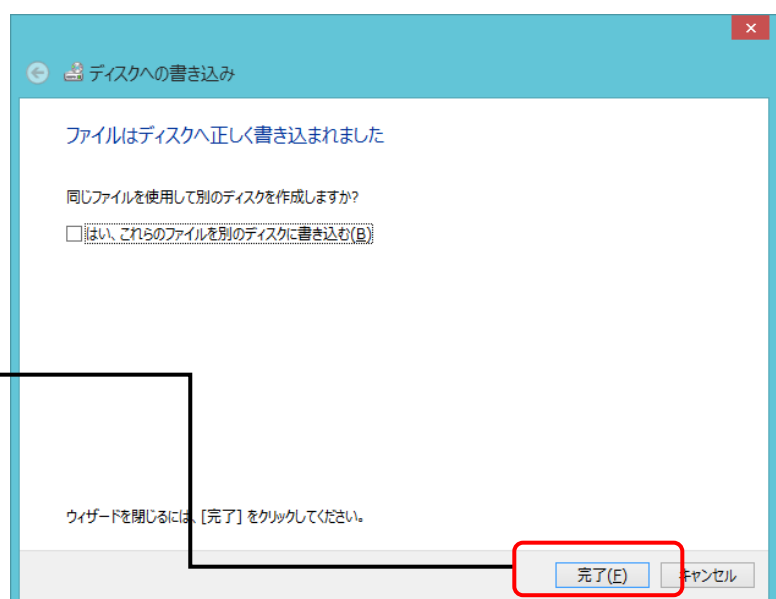 ディスクへの書き込み
ファイルはディスクへ正しく書き込まれました
同じファイルを使用して別のディスクを作成しますか?
はい、これらのファイルを別のディスクに書き込む(B)
ウィザードを閉じるには、[完了] をクリックしてください。
完了(F) キャンセル